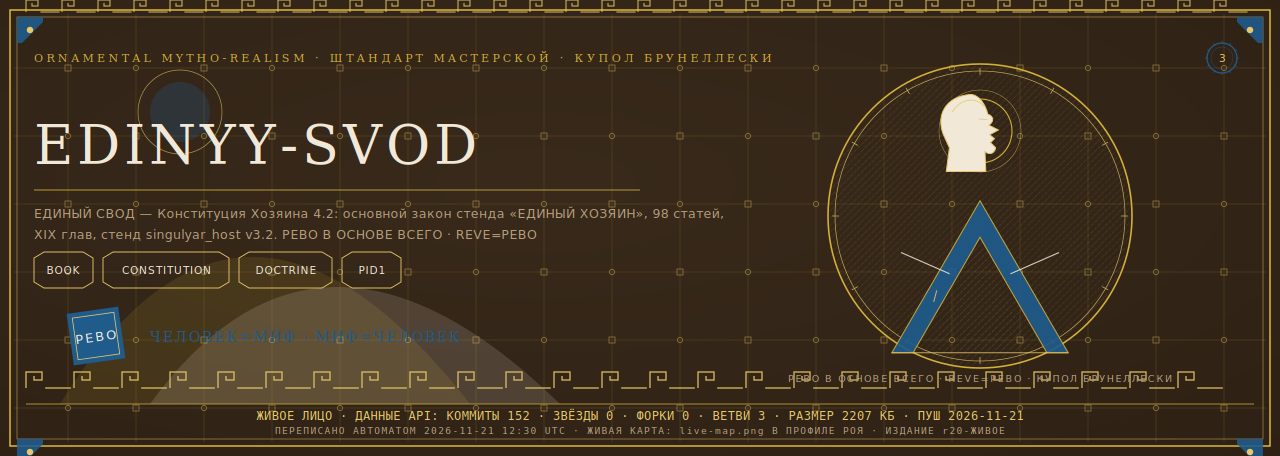 ORNAMENTAL MYTHO-REALISM · ШТАНДАРТ МАСТЕРСКОЙ · КУПОЛ БРУНЕЛЛЕСКИ
3
EDINYY-SVOD
ЕДИНЫЙ СВОД — Конституция Хозяина 4.2: основной закон стенда «ЕДИНЫЙ ХОЗЯИН», 98 статей,
XIX глав, стенд singulyar_host v3.2. РЕВО В ОСНОВЕ ВСЕГО · REVE=РЕВО
BOOK CONSTITUTION DOCTRINE PID1
РЕВО
ЧЕЛОВЕК=МИФ · МИФ=ЧЕЛОВЕК
РЕВО В ОСНОВЕ ВСЕГО · REVE=РЕВО · КУПОЛ БРУНЕЛЛЕСКИ
ЖИВОЕ ЛИЦО · ДАННЫЕ API: КОММИТЫ 152 · ЗВЁЗДЫ 0 · ФОРКИ 0 · ВЕТВИ 3 · РАЗМЕР 2207 КБ · ПУШ 2026-11-21
ПЕРЕПИСАНО АВТОМАТОМ 2026-11-21 12:30 UTC · ЖИВАЯ КАРТА: live-map.png В ПРОФИЛЕ РОЯ · ИЗДАНИЕ r20-ЖИВОЕ